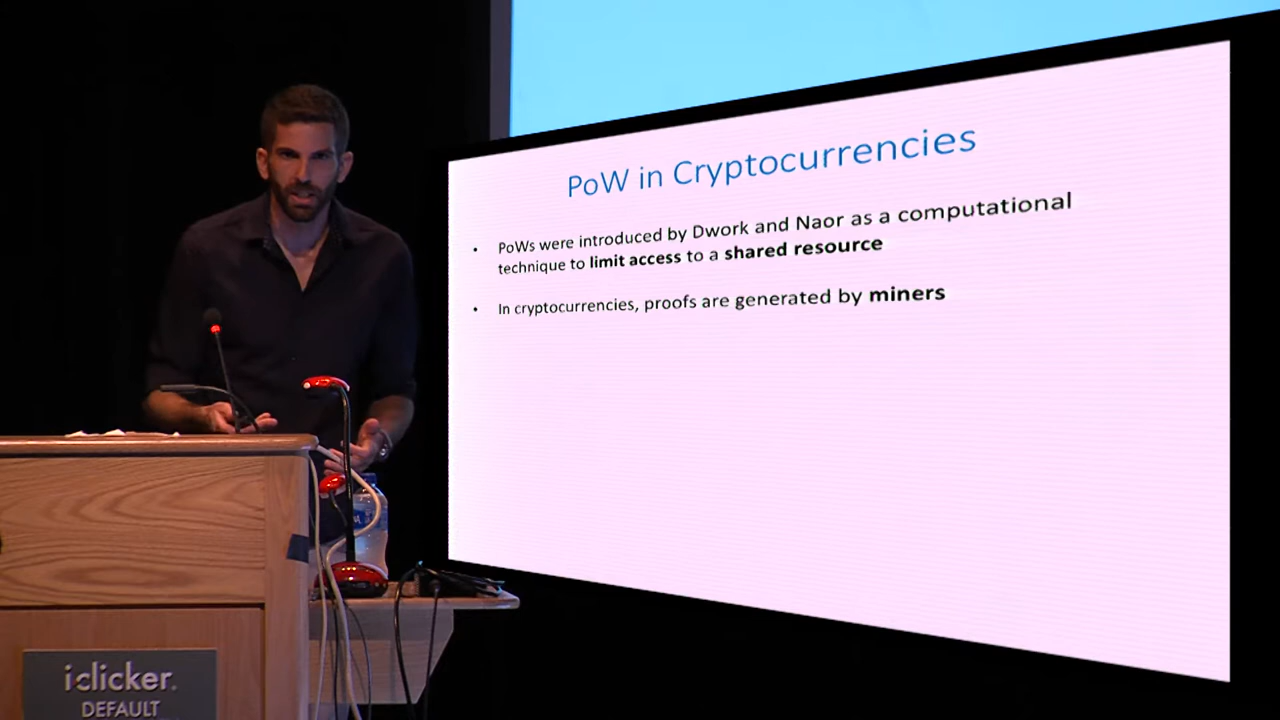 PoW in Cryptocurrencies
• PoWs were introduced by Dwork and Naor as a computational
technique to limit access to a shared resource
• In cryptocurrencies, proofs are generated by miners
iclicker.
DEFAULT